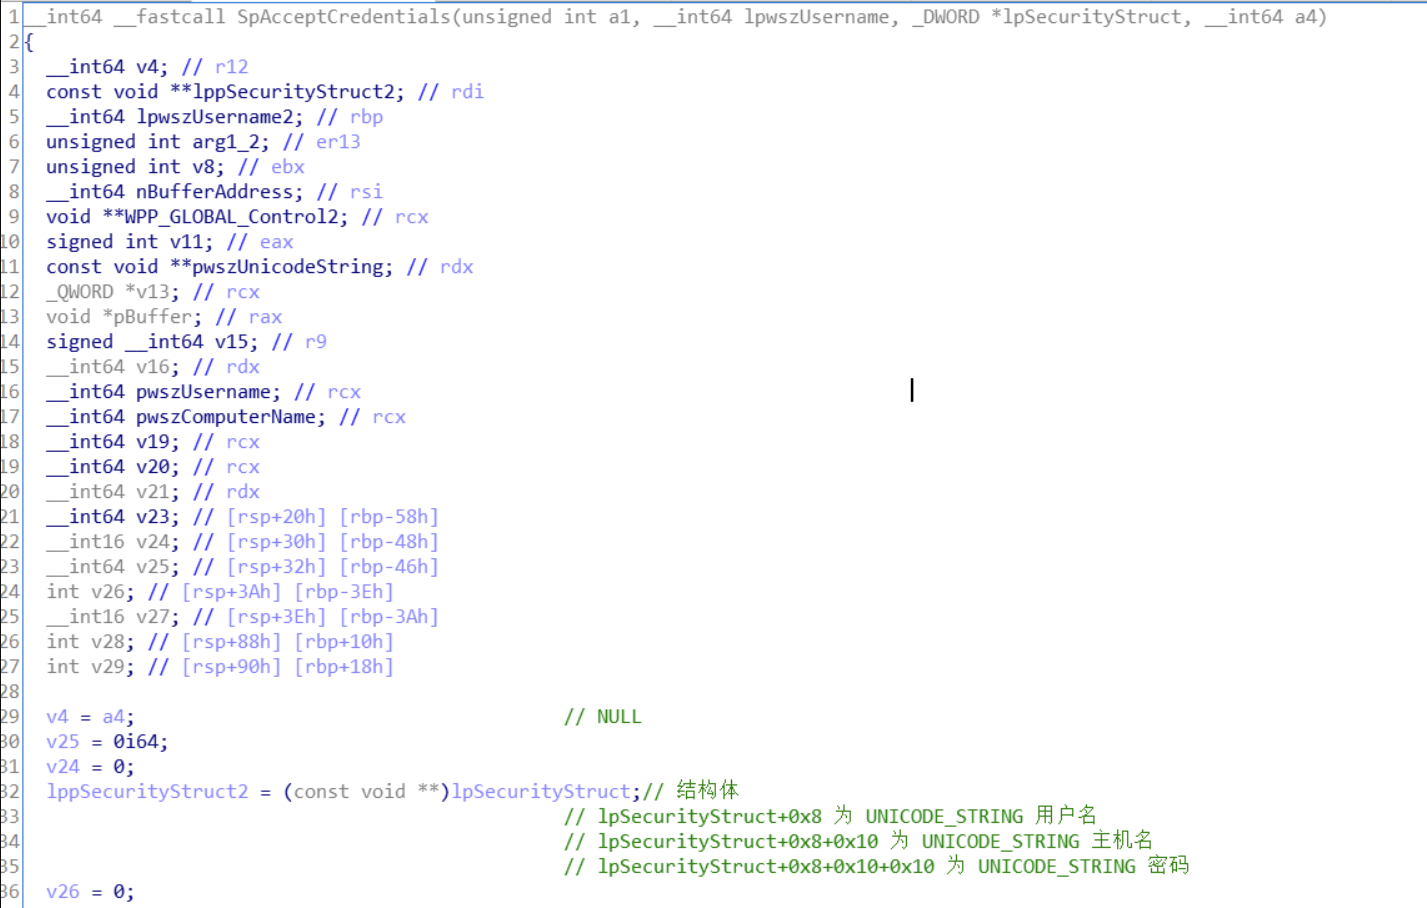 1 __int64 __fastcall SpAcceptCredentials(unsigned int a1, __int64 lpwszUsername, _DWORD *lpSecurityStruct, __int64 a4)
2 {
3 __int64 v4; // r12
4 const void **lppSecurityStruct2; // rdi
5 __int64 lpwszUsername2; // rbp
6 unsigned int arg1_2; // er13
7 unsigned int v8; // ebx
8 __int64 nBufferAddress; // rsi
9 void **WPP_GLOBAL_Control2; // rcx
10 signed int v11; // eax
11 const void **pwszUnicodeString; // rdx
12 _QWORD *v13; // rcx
13 void *pBuffer; // rax
14 signed __int64 v15; // r9
15 __int64 v16; // rdx
16 __int64 pwszUsername; // rcx
17 __int64 pwszComputerName; // rcx
18 __int64 v19; // rcx
19 __int64 v20; // rcx
20 __int64 v21; // rdx
21 __int64 v23; // [rsp+20h] [rbp-58h]
22 __int16 v24; // [rsp+30h] [rbp-48h]
23 __int64 v25; // [rsp+32h] [rbp-46h]
24 int v26; // [rsp+3Ah] [rbp-3Eh]
25 __int16 v27; // [rsp+3Eh] [rbp-3Ah]
26 int v28; // [rsp+88h] [rbp+10h]
27 int v29; // [rsp+90h] [rbp+18h]
28
29 v4 = a4; // NULL
30 v25 = 0i64;
31 v24 = 0;
32 lppSecurityStruct2 = (const void **)lpSecurityStruct;// 结构体
33 // lpSecurityStruct+0x8 为 UNICODE_STRING 用户名
34 // lpSecurityStruct+0x8+0x10 为 UNICODE_STRING 主机名
35 // lpSecurityStruct+0x8+0x10+0x10 为 UNICODE_STRING 密码
36 v26 = 0;